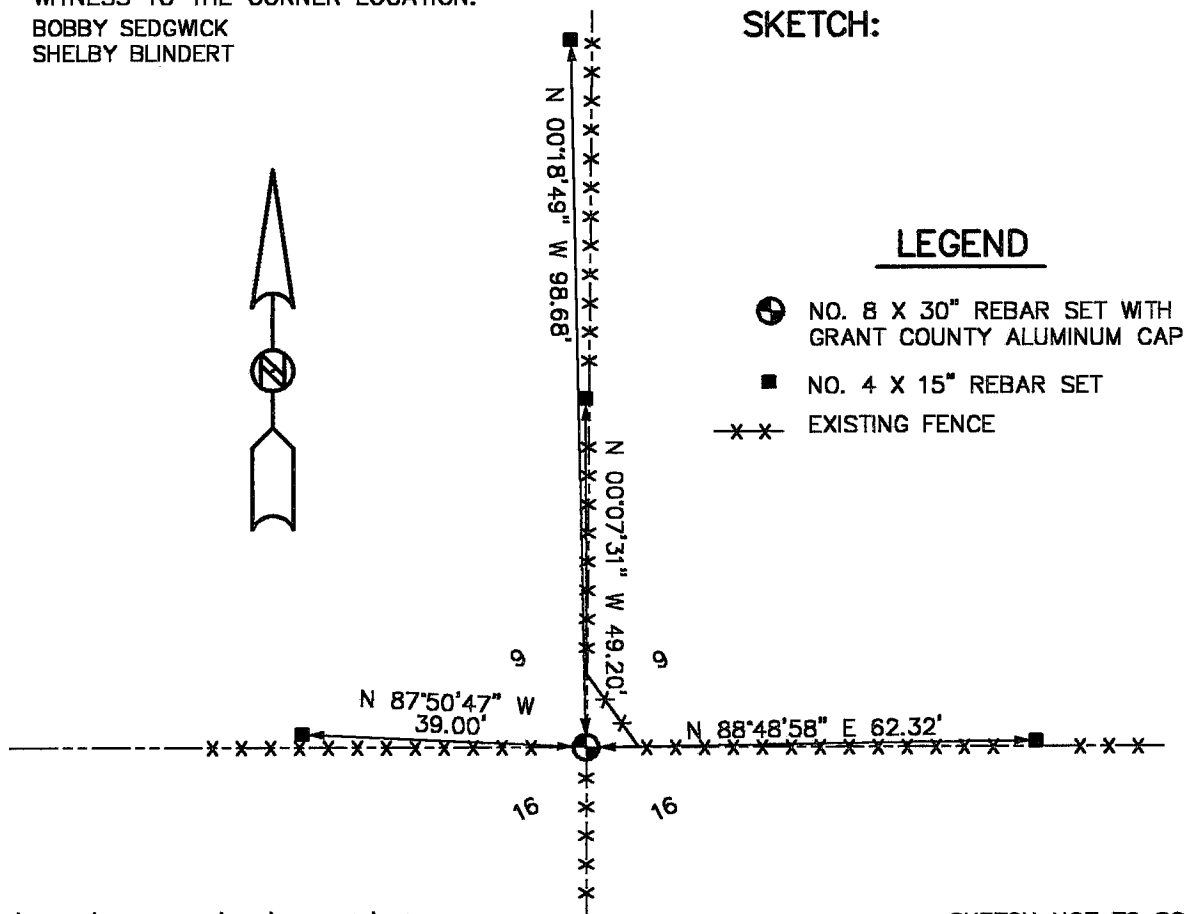 WITNESS TO THE CORNER LOCATION:
BOBBY SEDGWICK
SHELBY BLINDERT
SKETCH:
N 00°18'49" W 98.68'
N
LEGEND
NO. 8 X 30" REBAR SET WITH
GRANT COUNTY ALUMINUM CAP
NO. 4 X 15" REBAR SET
EXISTING FENCE
N 00°07'31" W 49.20'
9
9
N 87°50'47" W
39.00'
N 88°48'58" E 62.32'
16
16
SKETCH NOT TO